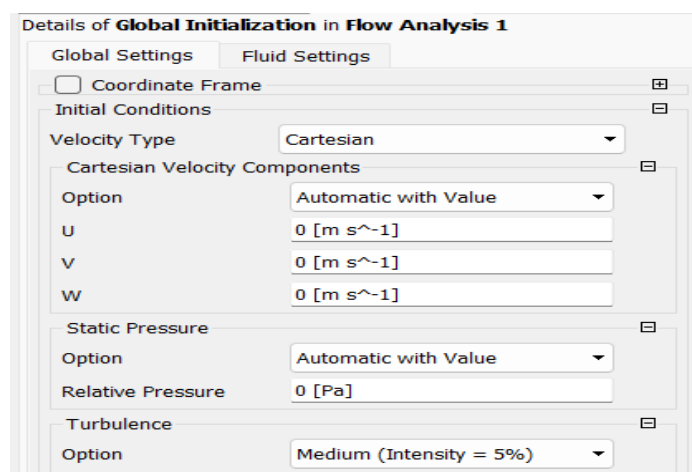 Details of Global Initialization in Flow Analysis 1
Global Settings Fluid Settings
Coordinate Frame
Initial Conditions
Velocity Type Cartesian
Cartesian Velocity Components
Option Automatic with Value
U 0 [m s^-1]
V 0 [m s^-1]
W 0 [m s^-1]
Static Pressure
Option Automatic with Value
Relative Pressure 0 [Pa]
Turbulence
Option Medium (Intensity = 5%)